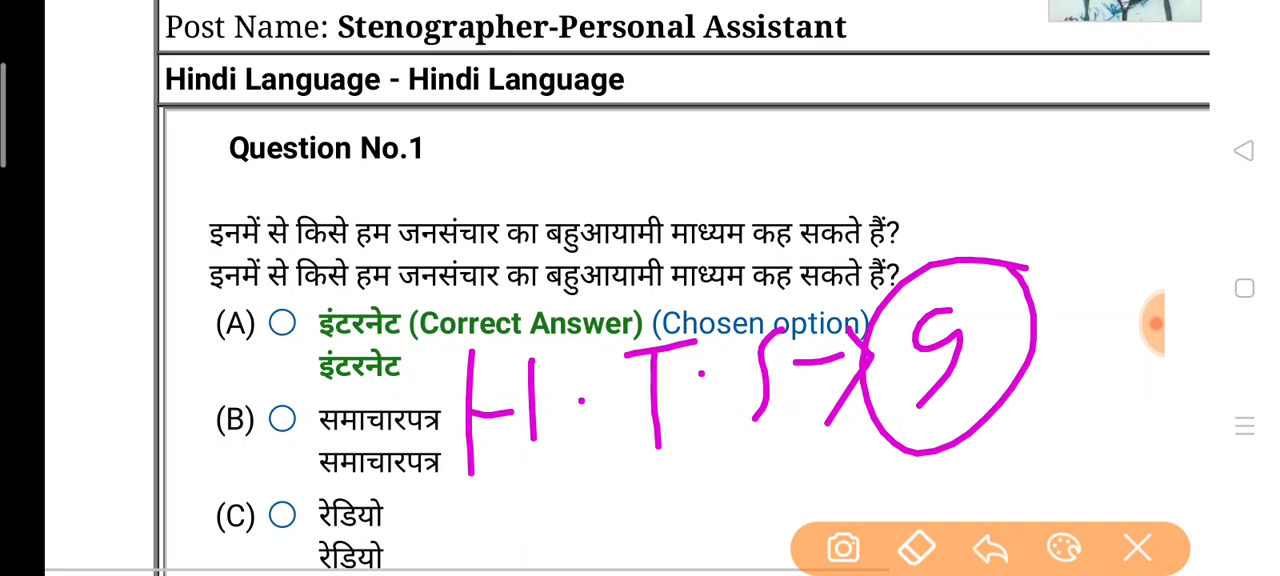 Post Name: Stenographer-Personal Assistant
Hindi Language - Hindi Language
Question No.1
इनमें से किसे हम जनसंचार का बहुआयामी माध्यम कह सकते हैं?
इनमें से किसे हम जनसंचार का बहुआयामी माध्यम कह सकते हैं?
(A) इंटरनेट (Correct Answer) (Chosen option)
इंटरनेट
H.T.S → 9
(B) समाचारपत्र
समाचारपत्र
(C) रेडियो
रेडियो